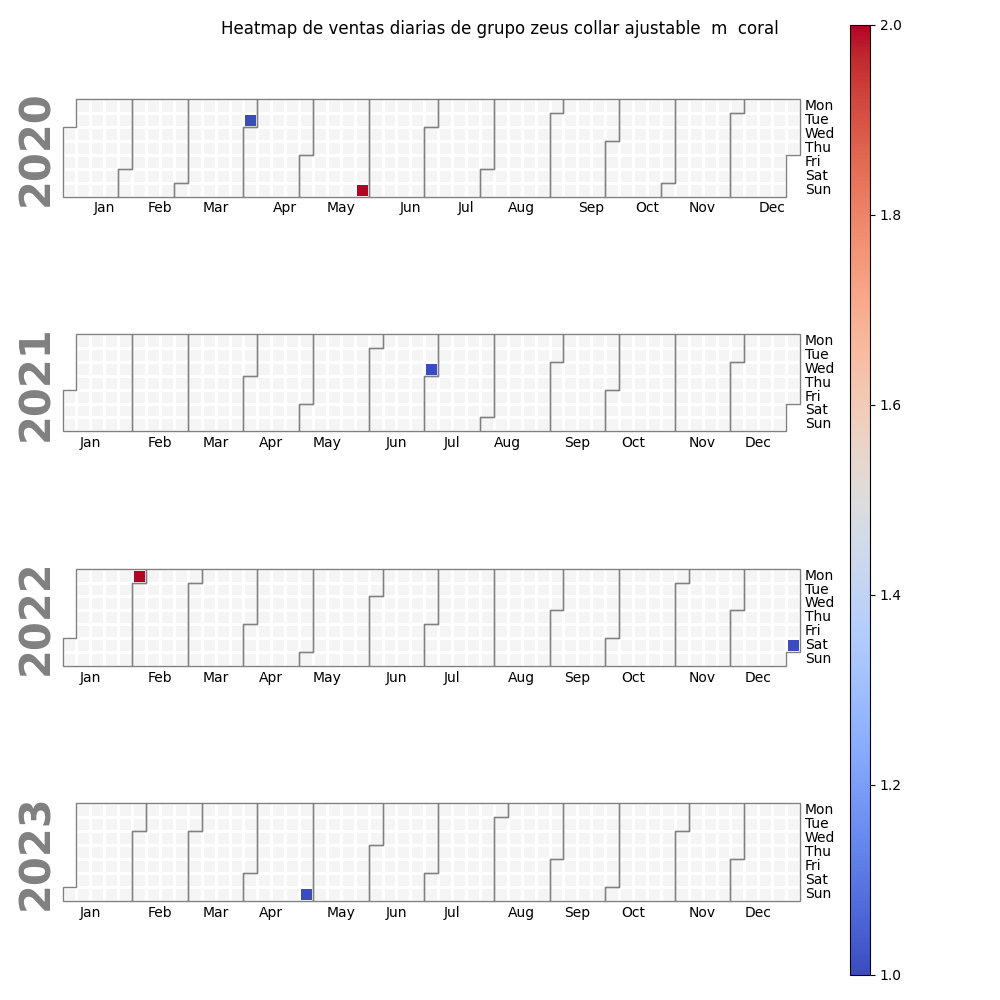 Heatmap de ventas diarias de grupo zeus collar ajustable  m  coral
2020
Mon
Tue
Wed
Thu
Fri
Sat
Sun
Jan Feb Mar Apr May Jun Jul Aug Sep Oct Nov Dec
2021
Mon
Tue
Wed
Thu
Fri
Sat
Sun
Jan Feb Mar Apr May Jun Jul Aug Sep Oct Nov Dec
2022
Mon
Tue
Wed
Thu
Fri
Sat
Sun
Jan Feb Mar Apr May Jun Jul Aug Sep Oct Nov Dec
2023
Mon
Tue
Wed
Thu
Fri
Sat
Sun
Jan Feb Mar Apr May Jun Jul Aug Sep Oct Nov Dec
2.0
1.8
1.6
1.4
1.2
1.0